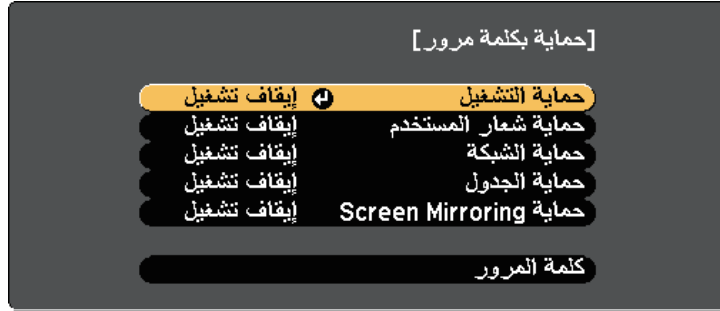 [حماية بكلمة مرور]
حماية التشغيل إيقاف تشغيل
حماية شعار المستخدم إيقاف تشغيل
حماية الشبكة إيقاف تشغيل
حماية الجدول إيقاف تشغيل
حماية Screen Mirroring إيقاف تشغيل
كلمة المرور